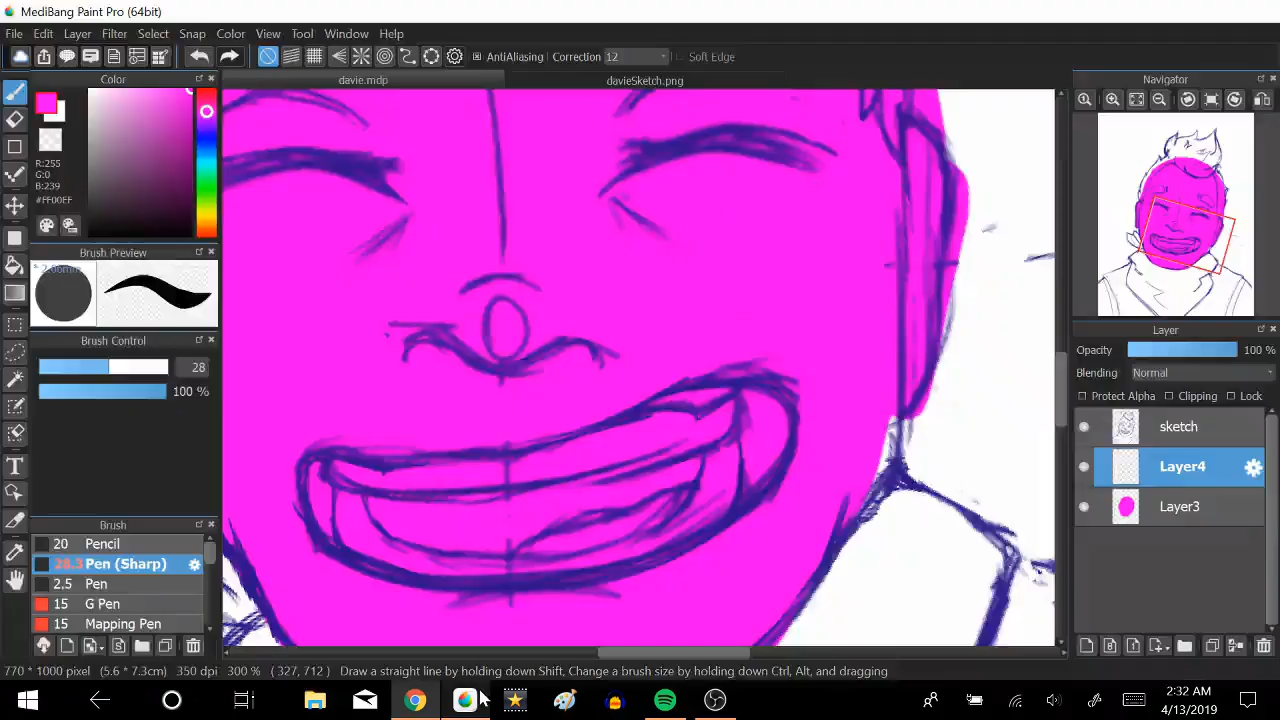 MediBang Paint Pro (64bit)
File Edit Layer Filter Select Snap Color View Tool Window Help
AntiAliasing Correction 12 Soft Edge
Color
davie.mdp
davieSketch.png
Navigator
R:255
G:0
B:239
#FF00EF
Brush Preview
2.06mm
Brush Control
28
100 %
Layer
Opacity 100 %
Blending Normal
Protect Alpha Clipping Lock
sketch
Layer4
Layer3
Brush
20 Pencil
28.3 Pen (Sharp)
2.5 Pen
15 G Pen
15 Mapping Pen
770 * 1000 pixel (5.6 * 7.3cm) 350 dpi 300 % ( 327, 712 ) Draw a straight line by holding down Shift, Change a brush size by holding down Ctrl, Alt, and dragging
2:32 AM
4/13/2019